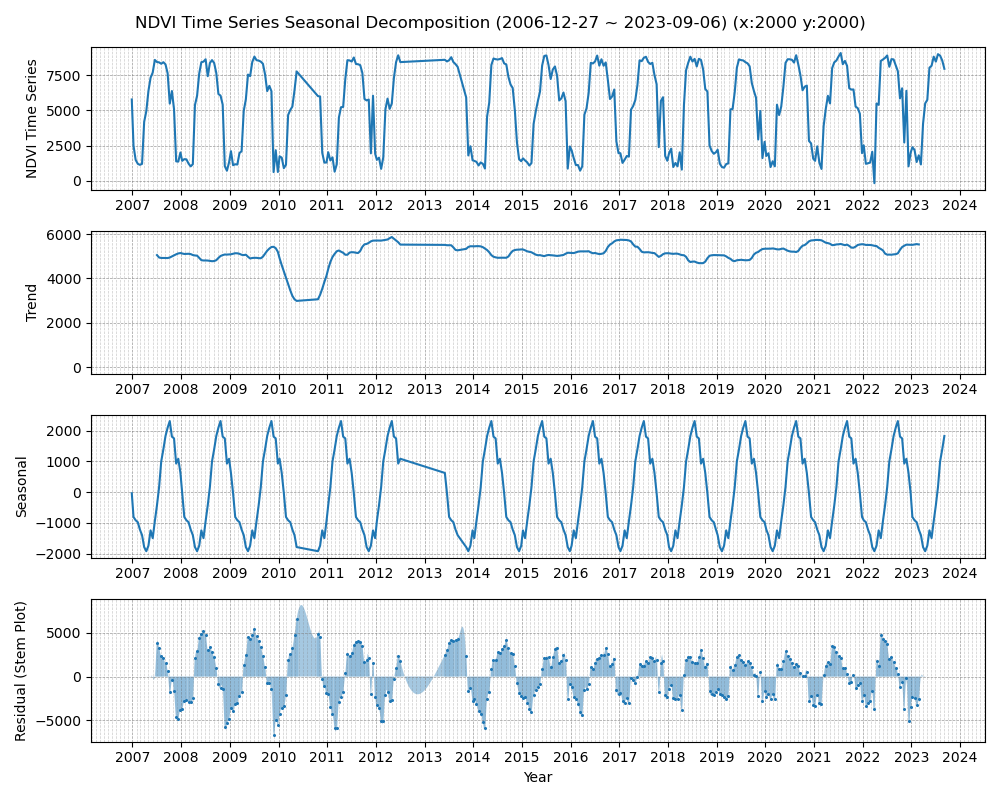 NDVI Time Series Seasonal Decomposition (2006-12-27 ~ 2023-09-06) (x:2000 y:2000)
NDVI Time Series
7500
5000
2500
0
2007 2008 2009 2010 2011 2012 2013 2014 2015 2016 2017 2018 2019 2020 2021 2022 2023 2024
Trend
6000
4000
2000
0
2007 2008 2009 2010 2011 2012 2013 2014 2015 2016 2017 2018 2019 2020 2021 2022 2023 2024
Seasonal
2000
1000
0
−1000
−2000
2007 2008 2009 2010 2011 2012 2013 2014 2015 2016 2017 2018 2019 2020 2021 2022 2023 2024
Residual (Stem Plot)
5000
0
−5000
2007 2008 2009 2010 2011 2012 2013 2014 2015 2016 2017 2018 2019 2020 2021 2022 2023 2024
Year